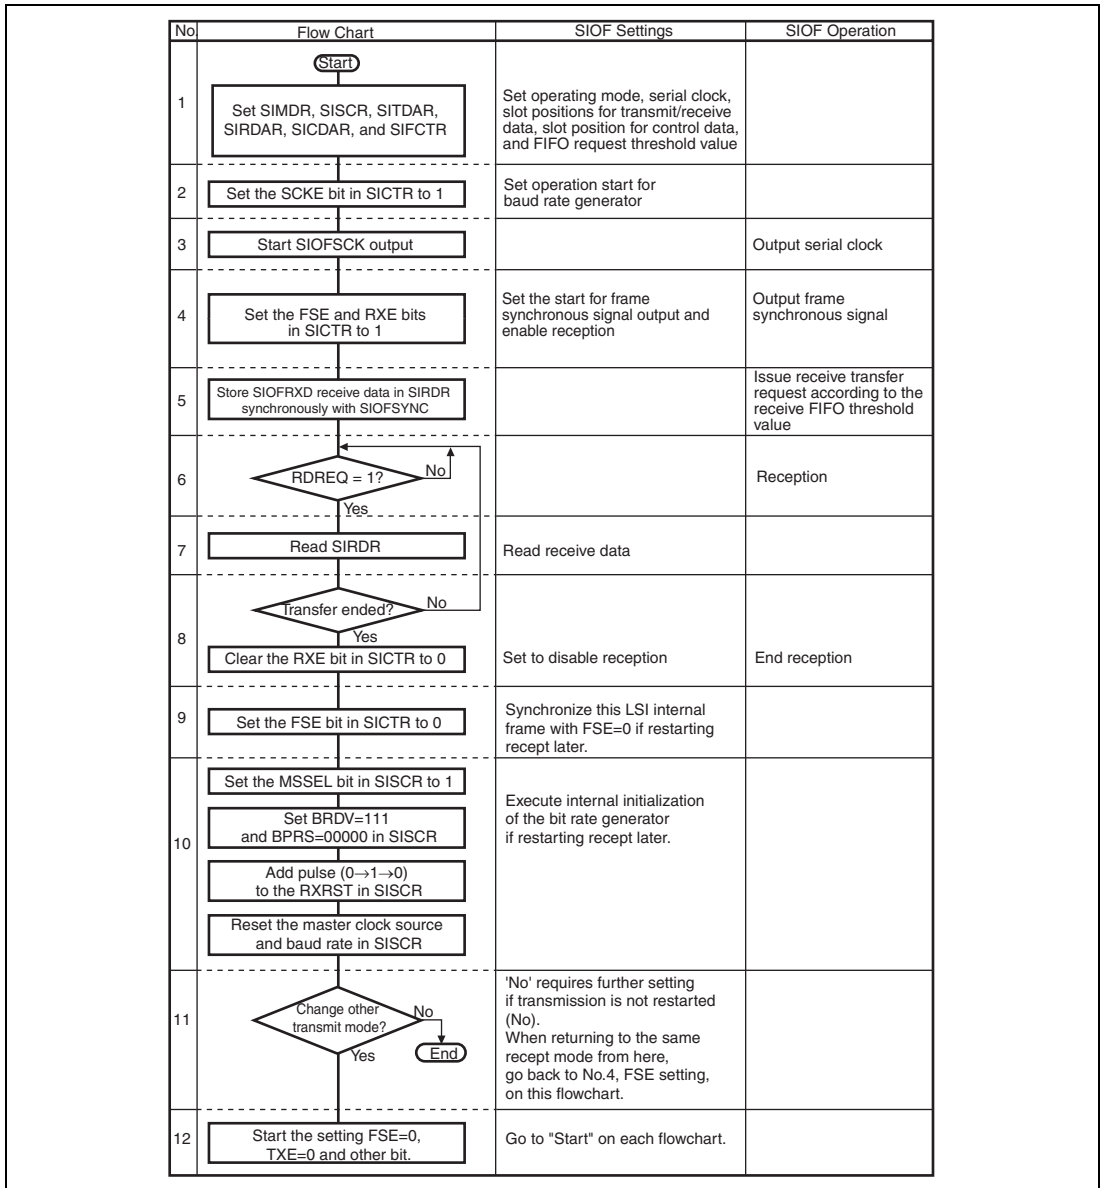 No. Flow Chart SIOF Settings SIOF Operation
Start
1
Set SIMDR, SISCR, SITDAR,
SIRDAR, SICDAR, and SIFCTR
Set operating mode, serial clock,
slot positions for transmit/receive
data, slot position for control data,
and FIFO request threshold value
2
Set the SCKE bit in SICTR to 1
Set operation start for
baud rate generator
3
Start SIOFSCK output
Output serial clock
4
Set the FSE and RXE bits
in SICTR to 1
Set the start for frame
synchronous signal output and
enable reception
Output frame
synchronous signal
5
Store SIOFRXD receive data in SIRDR
synchronously with SIOFSYNC
Issue receive transfer
request according to the
receive FIFO threshold
value
6
RDREQ = 1?
No
Yes
Reception
7
Read SIRDR
Read receive data
8
Transfer ended?
No
Yes
Clear the RXE bit in SICTR to 0
Set to disable reception
End reception
9
Set the FSE bit in SICTR to 0
Synchronize this LSI internal
frame with FSE=0 if restarting
recept later.
10
Set the MSSEL bit in SISCR to 1
Set BRDV=111
and BPRS=00000 in SISCR
Add pulse (0→1→0)
to the RXRST in SISCR
Reset the master clock source
and baud rate in SISCR
Execute internal initialization
of the bit rate generator
if restarting recept later.
11
Change other
transmit mode?
No
Yes
End
'No' requires further setting
if transmission is not restarted
(No).
When returning to the same
recept mode from here,
go back to No.4, FSE setting,
on this flowchart.
12
Start the setting FSE=0,
TXE=0 and other bit.
Go to "Start" on each flowchart.